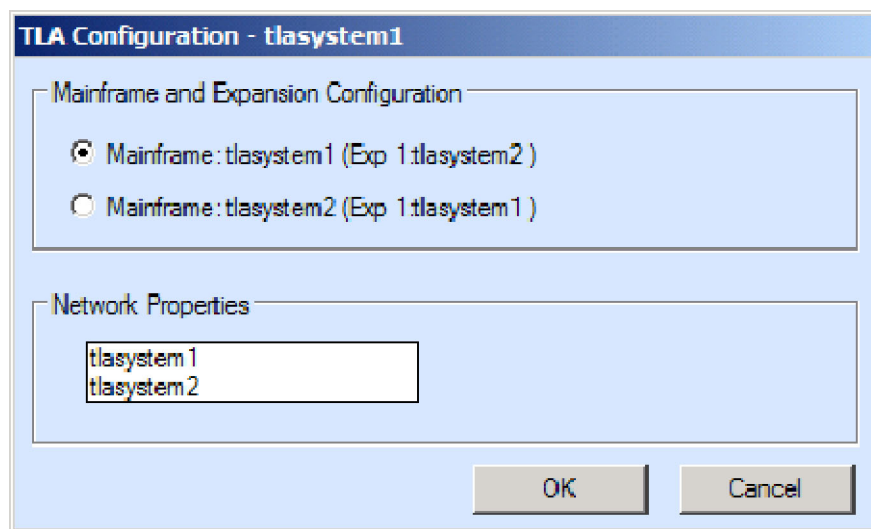 TLA Configuration - tlasystem1
Mainframe and Expansion Configuration
Mainframe: tlasystem1 (Exp 1:tlasystem2 )
Mainframe: tlasystem2 (Exp 1:tlasystem1 )
Network Properties
tlasystem1
tlasystem2
OK
Cancel